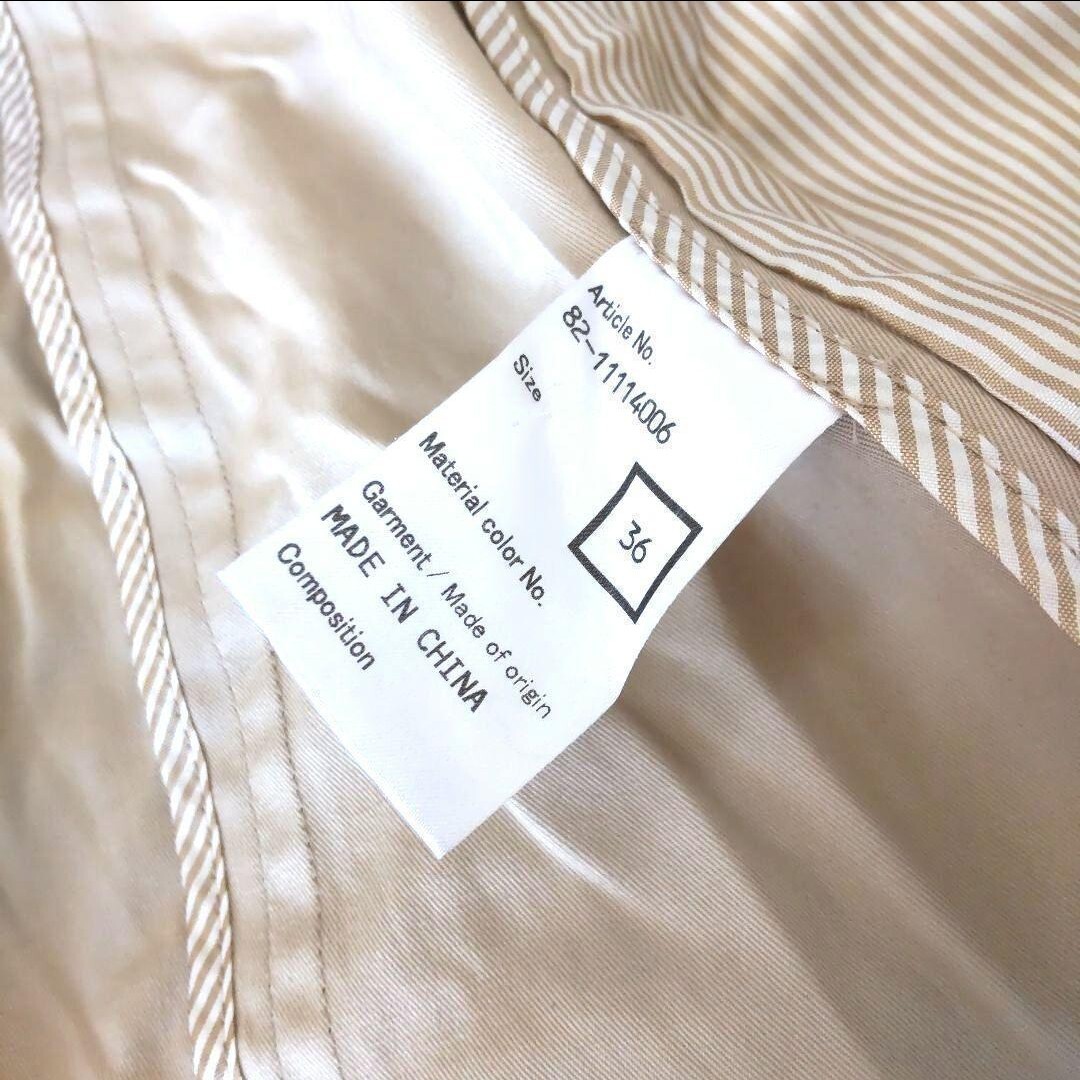 Article No.
82-11114006
Size
36
Material color No.
Garment / Made of origin
MADE IN CHINA
Composition